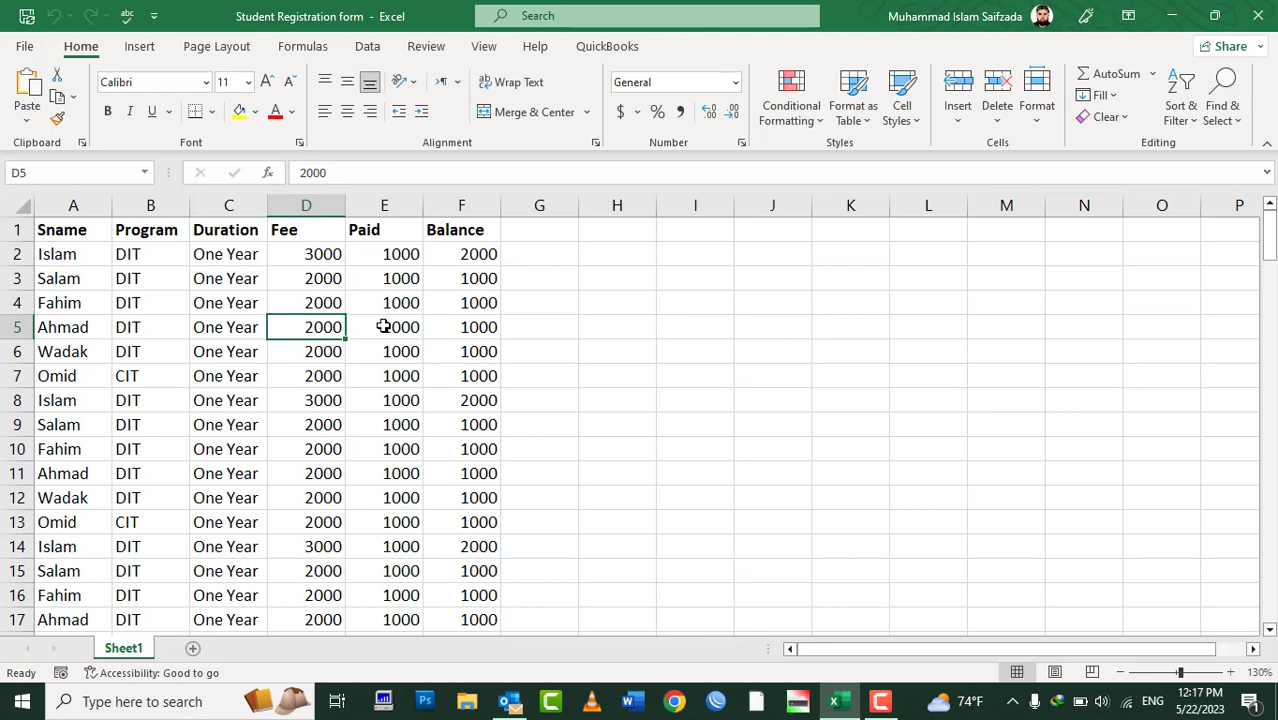 Student Registration form - Excel
Search
Muhammad Islam Saifzada
File Home Insert Page Layout Formulas Data Review View Help QuickBooks
Share
Calibri 11
Wrap Text
General
AutoSum
Paste
Merge & Center
Conditional Formatting
Format as Table
Cell Styles
Insert Delete Format
Fill
Clear
Sort & Filter
Find & Select
Clipboard Font Alignment Number Styles Cells Editing
D5 fx 2000
A B C D E F G H I J K L M N O P
1 Sname Program Duration Fee Paid Balance
2 Islam DIT One Year 3000 1000 2000
3 Salam DIT One Year 2000 1000 1000
4 Fahim DIT One Year 2000 1000 1000
5 Ahmad DIT One Year 2000 1000 1000
6 Wadak DIT One Year 2000 1000 1000
7 Omid CIT One Year 2000 1000 1000
8 Islam DIT One Year 3000 1000 2000
9 Salam DIT One Year 2000 1000 1000
10 Fahim DIT One Year 2000 1000 1000
11 Ahmad DIT One Year 2000 1000 1000
12 Wadak DIT One Year 2000 1000 1000
13 Omid CIT One Year 2000 1000 1000
14 Islam DIT One Year 3000 1000 2000
15 Salam DIT One Year 2000 1000 1000
16 Fahim DIT One Year 2000 1000 1000
17 Ahmad DIT One Year 2000 1000 1000
Sheet1
Ready Accessibility: Good to go 130%
Type here to search
74°F ENG 12:17 PM
5/22/2023